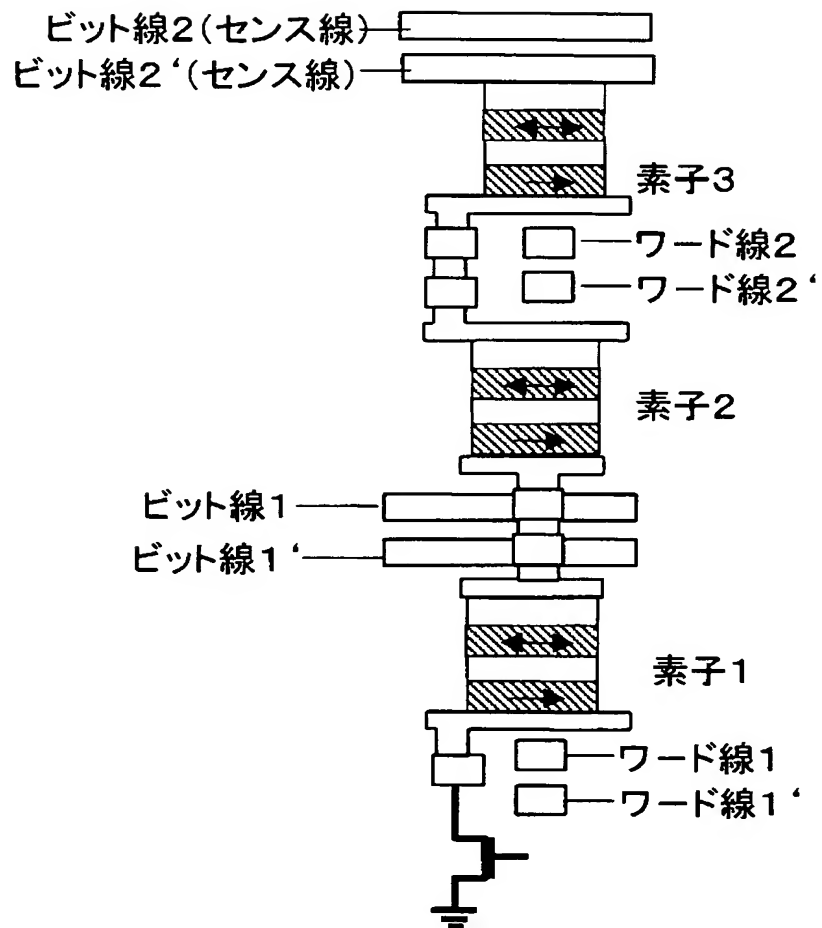 ビット線2(センス線)
ビット線2‘(センス線)
素子3
ワード線2
ワード線2‘
素子2
ビット線1
ビット線1‘
素子1
ワード線1
ワード線1‘